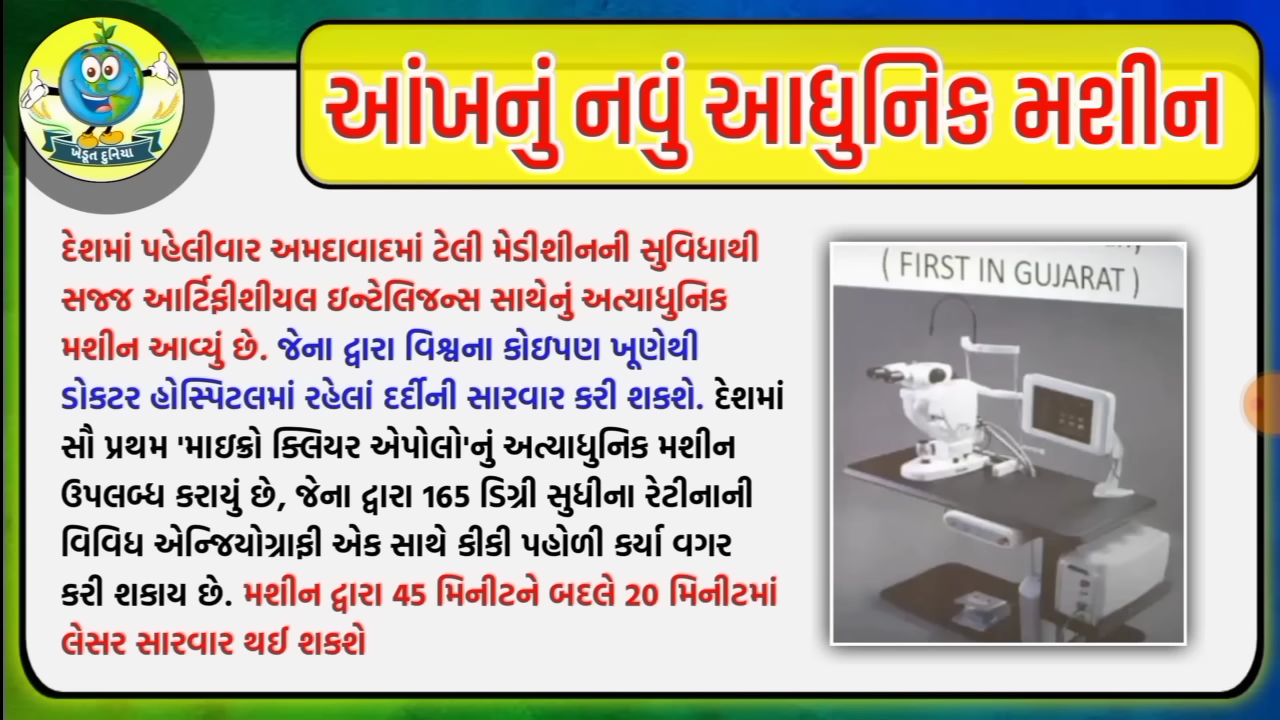 ખેડૂત દુનિયા
આંખનું નવું આધુનિક મશીન
દેશમાં પહેલીવાર અમદાવાદમાં ટેલી મેડીશીનની સુવિધાથી
સજ્જ આર્ટિફીશીયલ ઇન્ટેલિજન્સ સાથેનું અત્યાધુનિક
મશીન આવ્યું છે. જેના દ્વારા વિશ્વના કોઇપણ ખૂણેથી
ડોકટર હોસ્પિટલમાં રહેલાં દર્દીની સારવાર કરી શકશે. દેશમાં
સૌ પ્રથમ 'માઇક્રો ક્લિયર એપોલો'નું અત્યાધુનિક મશીન
ઉપલબ્ધ કરાયું છે, જેના દ્વારા 165 ડિગ્રી સુધીના રેટીનાની
વિવિધ એન્જિયોગ્રાફી એક સાથે કીકી પહોળી કર્યા વગર
કરી શકાય છે. મશીન દ્વારા 45 મિનીટને બદલે 20 મિનીટમાં
લેસર સારવાર થઈ શકશે
( FIRST IN GUJARAT )